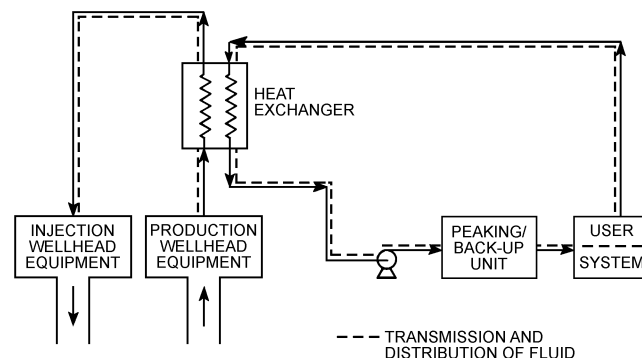 HEAT
EXCHANGER
INJECTION
WELLHEAD
EQUIPMENT
PRODUCTION
WELLHEAD
EQUIPMENT
PEAKING/
BACK-UP
UNIT
USER
SYSTEM
TRANSMISSION AND
DISTRIBUTION OF FLUID